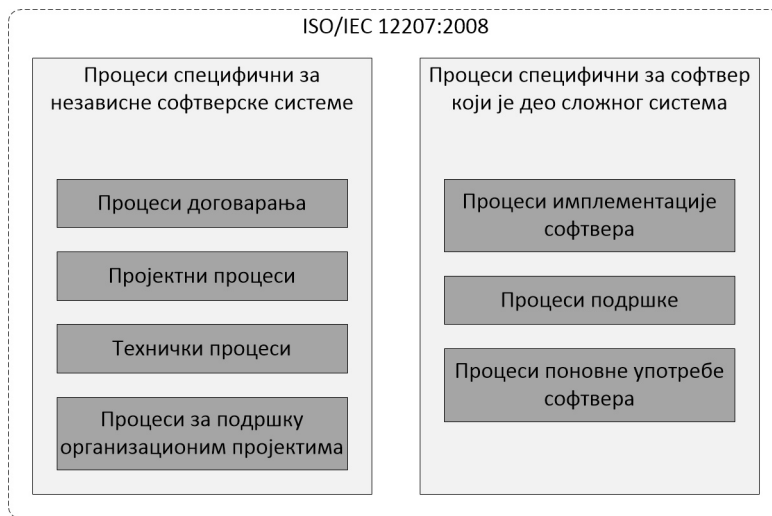 ISO/IEC 12207:2008
Процеси специфични за
независне софтверске системе
Процеси договарања
Пројектни процеси
Технички процеси
Процеси за подршку
организационим пројектима
Процеси специфични за софтвер
који је део сложног система
Процеси имплементације
софтвера
Процеси подршке
Процеси поновне употребе
софтвера